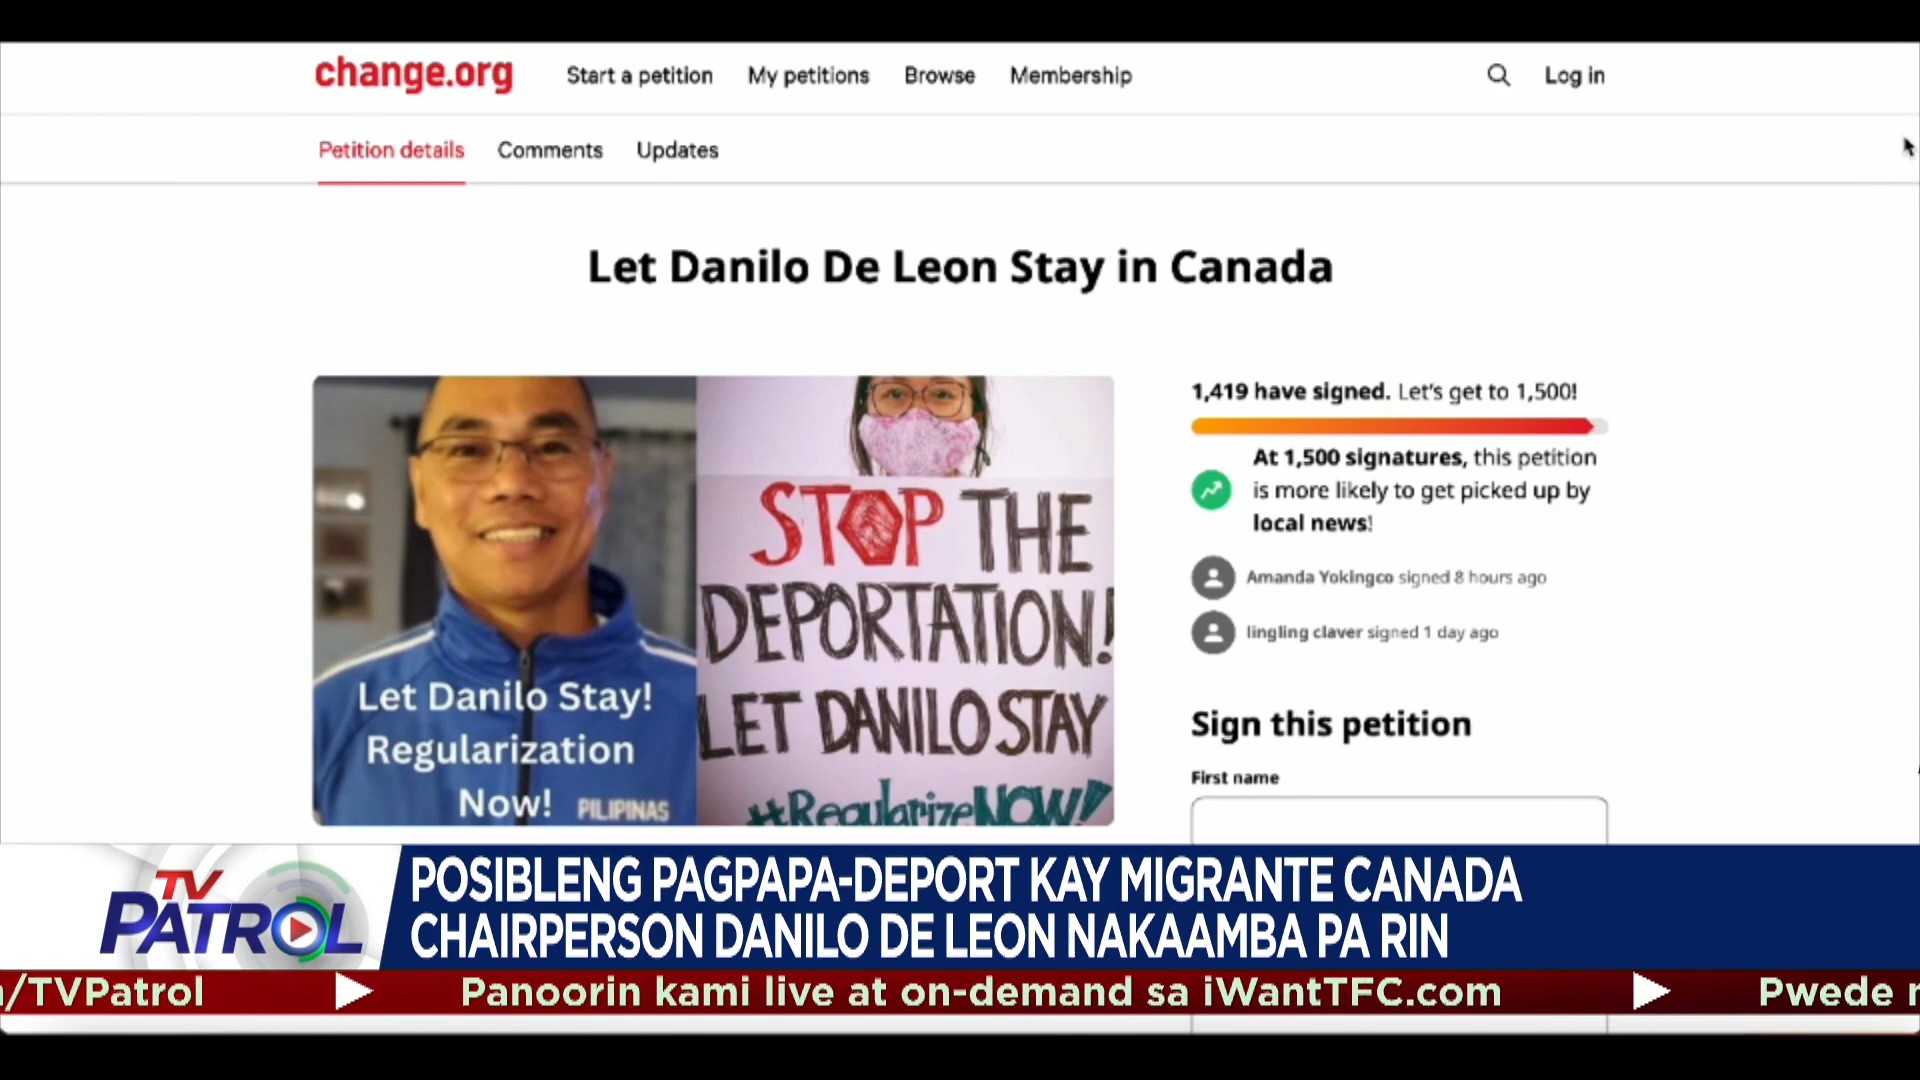 change.org
Start a petition
My petitions
Browse
Membership
Log in
Petition details
Comments
Updates
Let Danilo De Leon Stay in Canada
Let Danilo Stay!
Regularization
Now!
PILIPINAS
STOP THE
DEPORTATION!
LET DANILO STAY
#RegularizeNOW!
1,419 have signed. Let's get to 1,500!
At 1,500 signatures, this petition
is more likely to get picked up by
local news!
Amanda Yokingco signed 8 hours ago
lingling claver signed 1 day ago
Sign this petition
First name
TV
PATROL
POSIBLENG PAGPAPA-DEPORT KAY MIGRANTE CANADA
CHAIRPERSON DANILO DE LEON NAKAAMBA PA RIN
/TVPatrol
Panoorin kami live at on-demand sa iWantTFC.com
Pwede